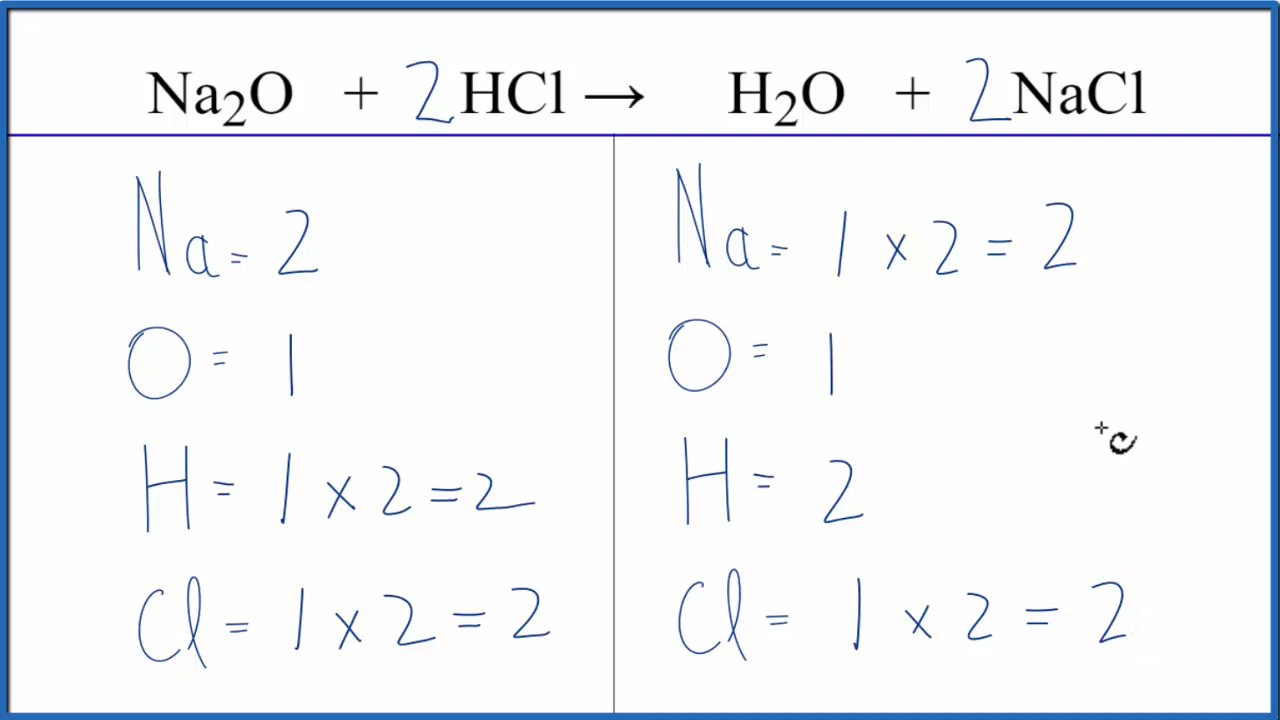 Na₂O + 2HCl → H₂O + 2NaCl
Na = 2
O = 1
H = 1 x 2 = 2
Cl = 1 x 2 = 2
Na = 1 x 2 = 2
O = 1
H = 2
Cl = 1 x 2 = 2